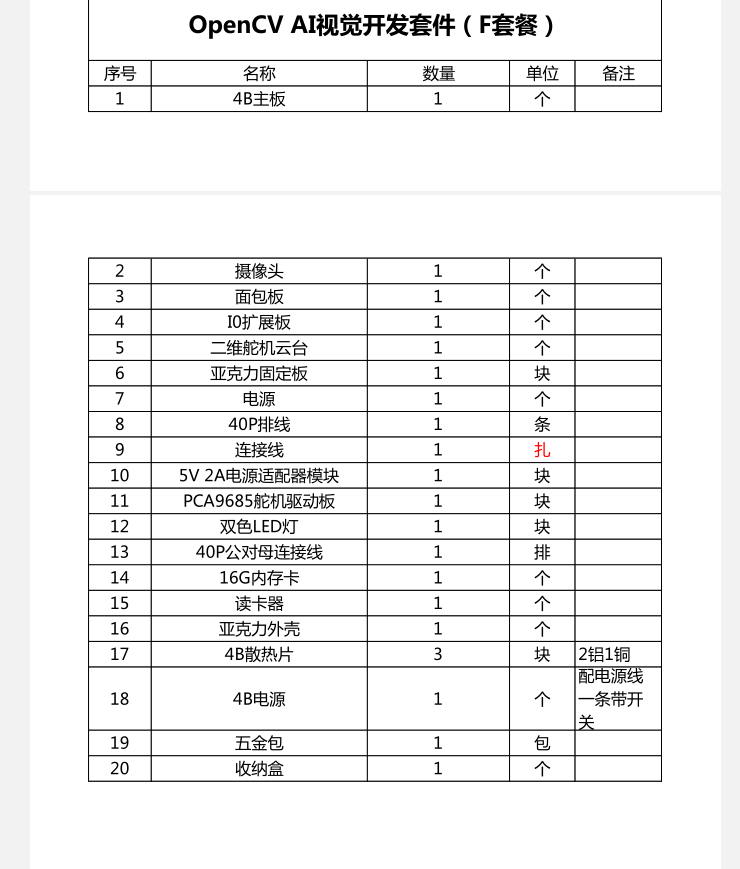 OpenCV AI视觉开发套件（F套餐）
序号 名称 数量 单位 备注
1 4B主板 1 个
2 摄像头 1 个
3 面包板 1 个
4 I0扩展板 1 个
5 二维舵机云台 1 个
6 亚克力固定板 1 块
7 电源 1 个
8 40P排线 1 条
9 连接线 1 扎
10 5V 2A电源适配器模块 1 块
11 PCA9685舵机驱动板 1 块
12 双色LED灯 1 块
13 40P公对母连接线 1 排
14 16G内存卡 1 个
15 读卡器 1 个
16 亚克力外壳 1 个
17 4B散热片 3 块 2铝1铜
18 4B电源 1 个 配电源线
一条带开
关
19 五金包 1 包
20 收纳盒 1 个